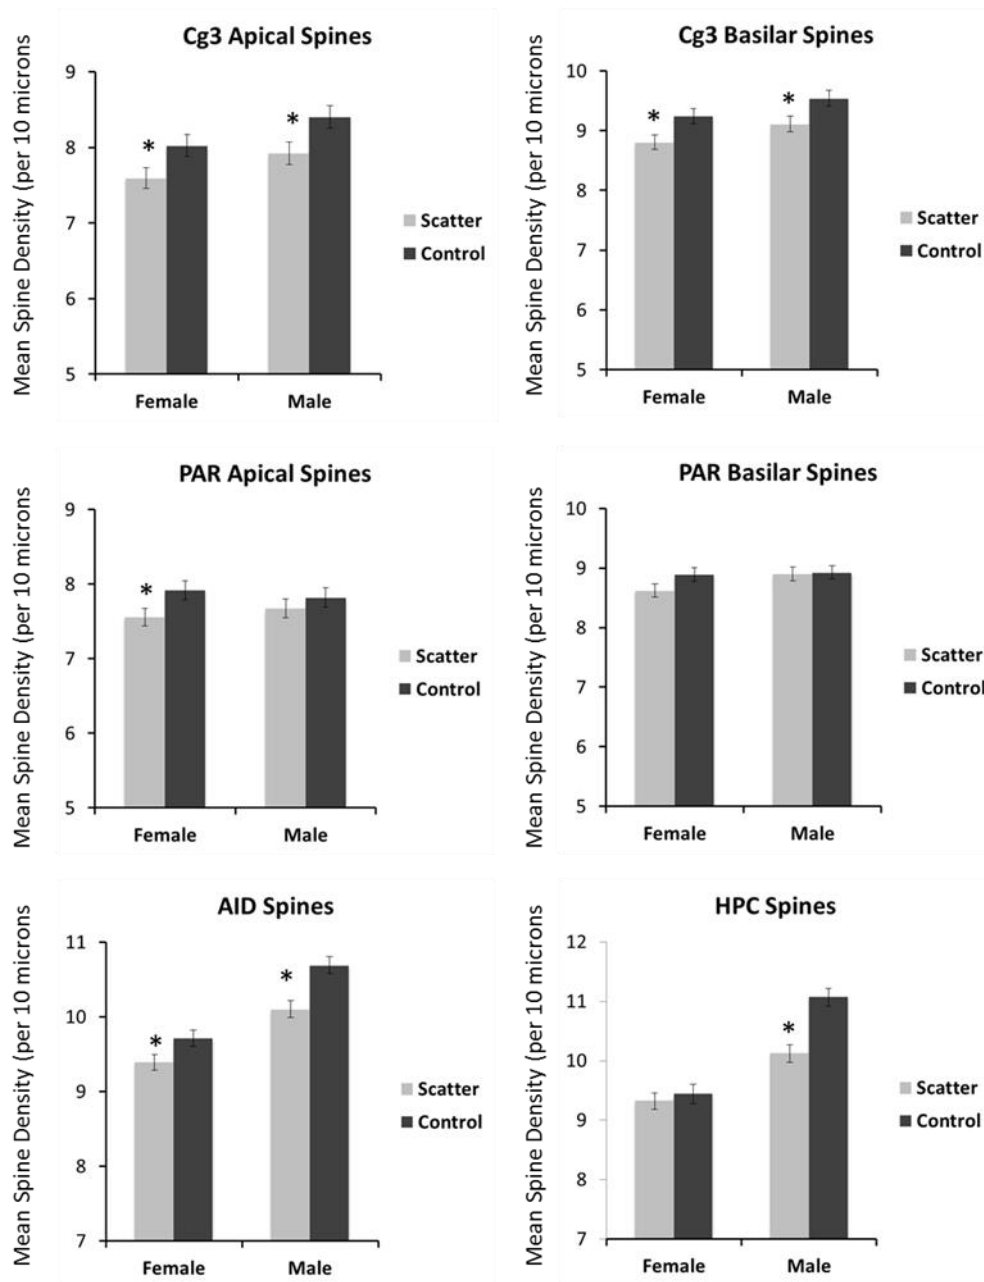 Cg3 Apical Spines
Mean Spine Density (per 10 microns
9
8
7
6
5
*
*
Scatter
Control
Female
Male
Cg3 Basilar Spines
Mean Spine Density (per 10 microns
10
9
8
7
6
5
*
*
Scatter
Control
Female
Male
PAR Apical Spines
Mean Spine Density (per 10 microns
9
8
7
6
5
*
Scatter
Control
Female
Male
PAR Basilar Spines
Mean Spine Density (per 10 microns
10
9
8
7
6
5
Scatter
Control
Female
Male
AID Spines
Mean Spine Density (per 10 microns
11
10
9
8
7
*
*
Scatter
Control
Female
Male
HPC Spines
Mean Spine Density (per 10 microns
12
11
10
9
8
7
*
Scatter
Control
Female
Male